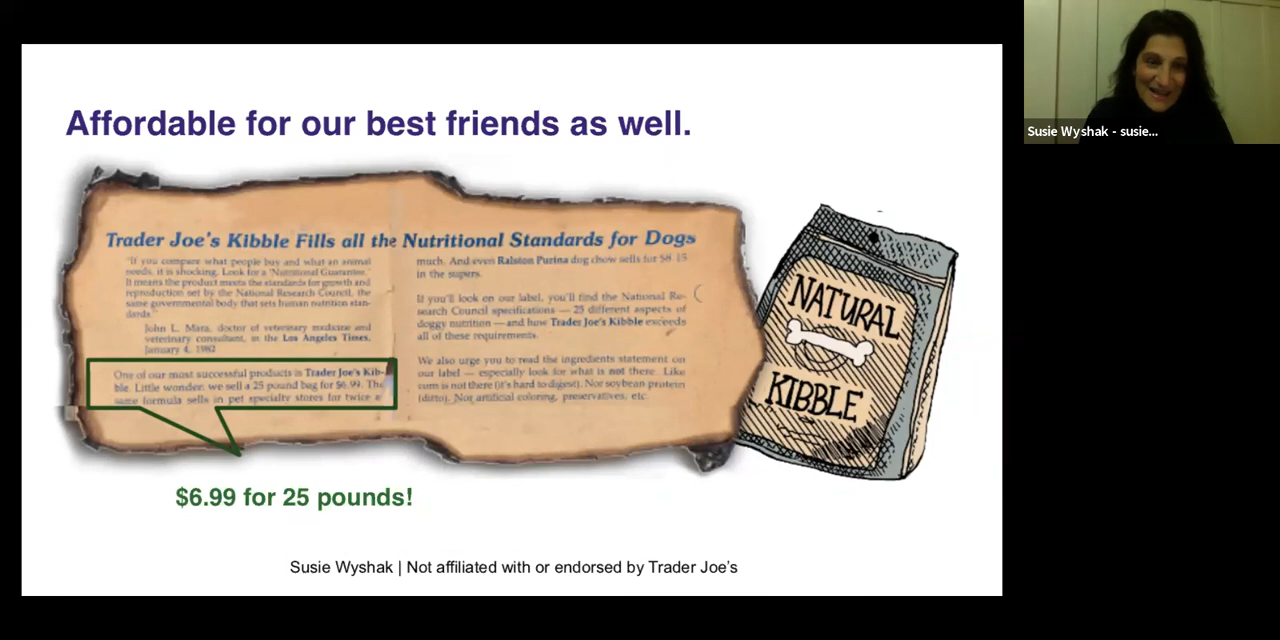 Affordable for our best friends as well.
Trader Joe's Kibble Fills all the Nutritional Standards for Dogs
"If you compare what people buy and what an animal
needs, it is shocking. Look for a 'Nutritional Guarantee.'
It means the product meets the standards for growth and
reproduction set by the National Research Council, the
same governmental body that sets human nutrition stan-
dards."
John L. Mara, doctor of veterinary medicine and
veterinary consultant, in the Los Angeles Times,
January 4, 1982
One of our most successful products is Trader Joe's Kib-
ble. Little wonder: we sell a 25 pound bag for $6.99. The
same formula sells in pet specialty stores for twice a
much. And even Ralston Purina dog chow sells for $8.15
in the supers.
If you'll look on our label, you'll find the National Re-
search Council specifications — 25 different aspects of
doggy nutrition — and how Trader Joe's Kibble exceeds
all of these requirements.
We also urge you to read the ingredients statement on
our label — especially look for what is not there. Like
corn is not there (it's hard to digest). Nor soybean protein
(ditto). Nor artificial coloring, preservatives, etc.
NATURAL
KIBBLE
$6.99 for 25 pounds!
Susie Wyshak | Not affiliated with or endorsed by Trader Joe's
Susie Wyshak - susie...